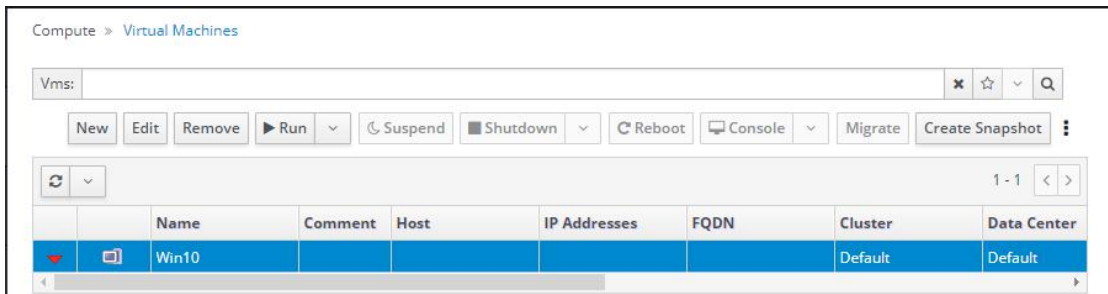 Compute » Virtual Machines
Vms:
New Edit Remove Run Suspend Shutdown Reboot Console Migrate Create Snapshot
1 - 1
Name Comment Host IP Addresses FQDN Cluster Data Center
Win10 Default Default